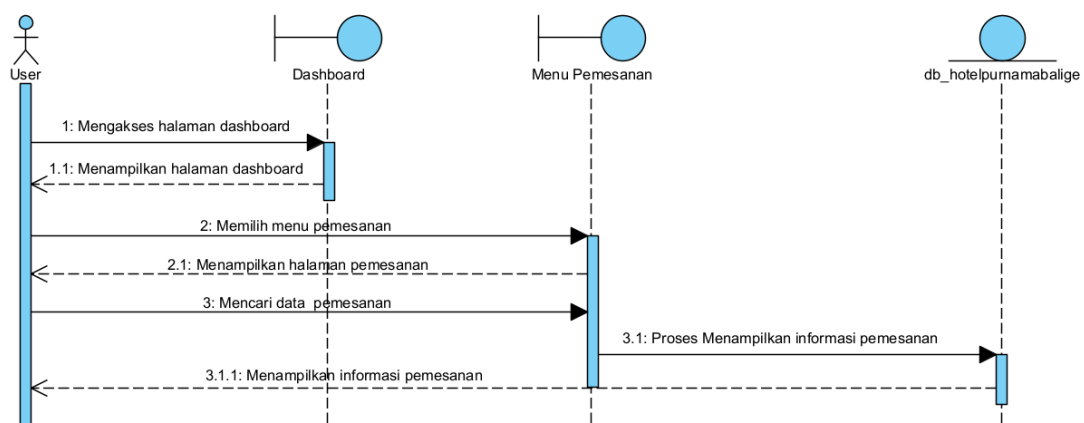 User
Dashboard
Menu Pemesanan
db_hotelpurnamabalige
1: Mengakses halaman dashboard
1.1: Menampilkan halaman dashboard
2: Memilih menu pemesanan
2.1: Menampilkan halaman pemesanan
3: Mencari data  pemesanan
3.1: Proses Menampilkan informasi pemesanan
3.1.1: Menampilkan informasi pemesanan